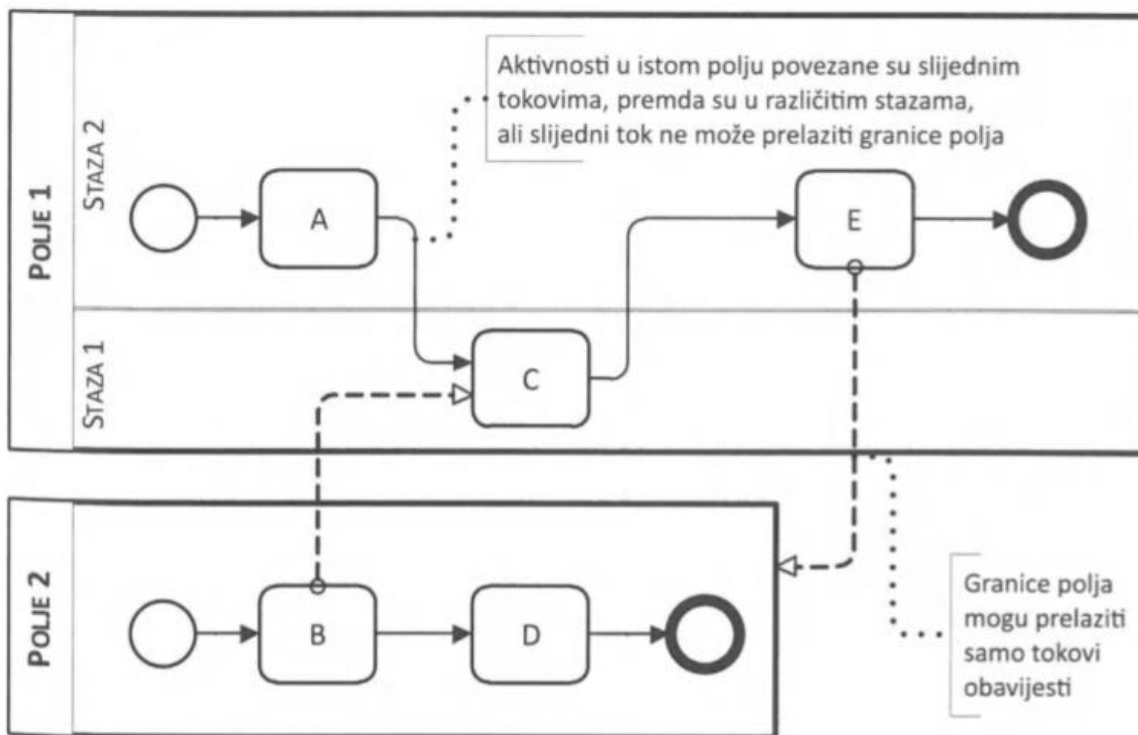 POLJE 1
STAZA 2
Aktivnosti u istom polju povezane su slijednim
tokovima, premda su u različitim stazama,
ali slijedni tok ne može prelaziti granice polja
A
E
STAZA 1
C
POLJE 2
B
D
Granice polja
mogu prelaziti
samo tokovi
obavijesti